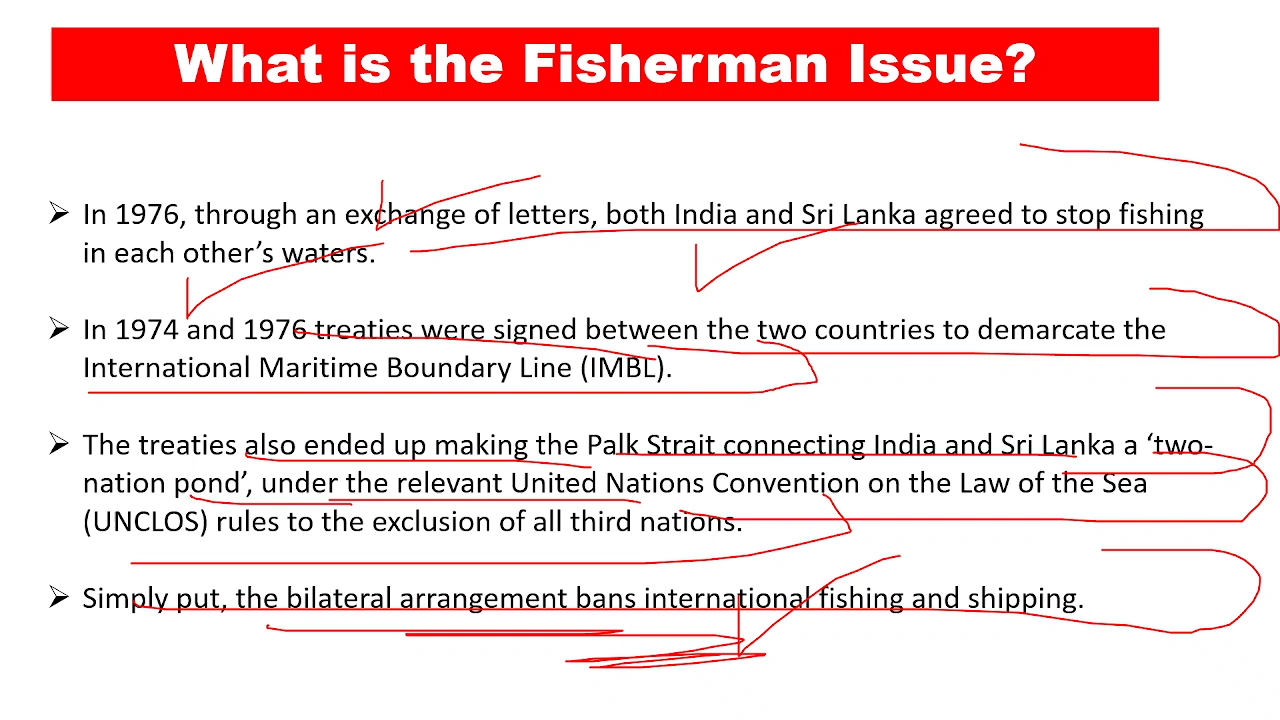 What is the Fisherman Issue?
➢ In 1976, through an exchange of letters, both India and Sri Lanka agreed to stop fishing
in each other’s waters.
➢ In 1974 and 1976 treaties were signed between the two countries to demarcate the
International Maritime Boundary Line (IMBL).
➢ The treaties also ended up making the Palk Strait connecting India and Sri Lanka a ‘two-
nation pond’, under the relevant United Nations Convention on the Law of the Sea
(UNCLOS) rules to the exclusion of all third nations.
➢ Simply put, the bilateral arrangement bans international fishing and shipping.